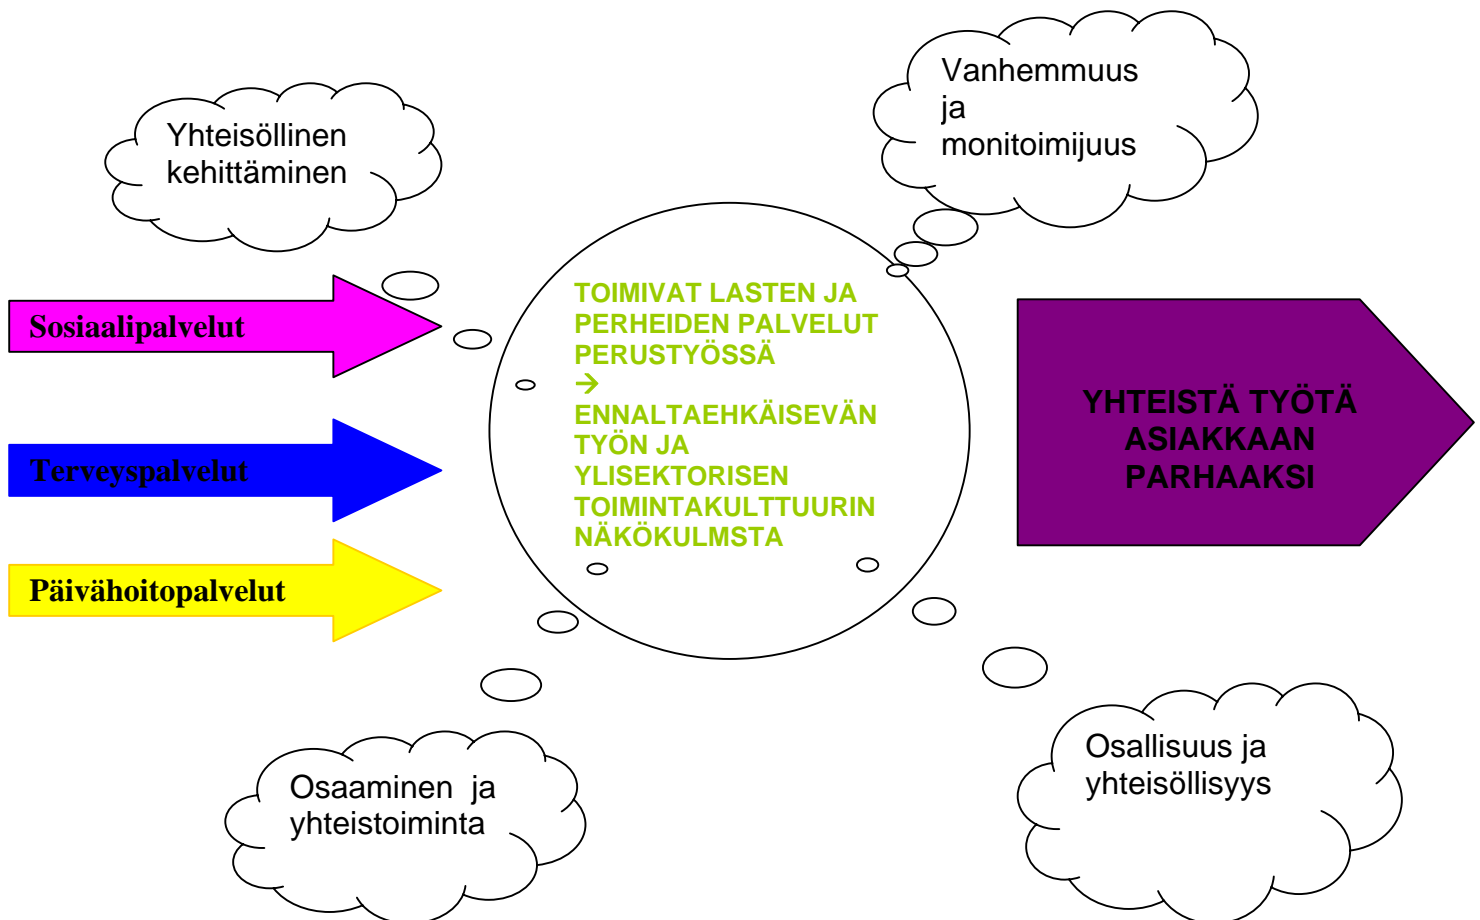 Yhteisöllinen
kehittäminen
Vanhemmuus
ja
monitoimijuus
Sosiaalipalvelut
Terveyspalvelut
Päivähoitopalvelut
TOIMIVAT LASTEN JA
PERHEIDEN PALVELUT
PERUSTYÖSSÄ
→
ENNALTAEHKÄISEVÄN
TYÖN JA
YLISEKTORISEN
TOIMINTAKULTTUURIN
NÄKÖKULMSTA
YHTEISTÄ TYÖTÄ
ASIAKKAAN
PARHAAKSI
Osaaminen ja
yhteistoiminta
Osallisuus ja
yhteisöllisyys